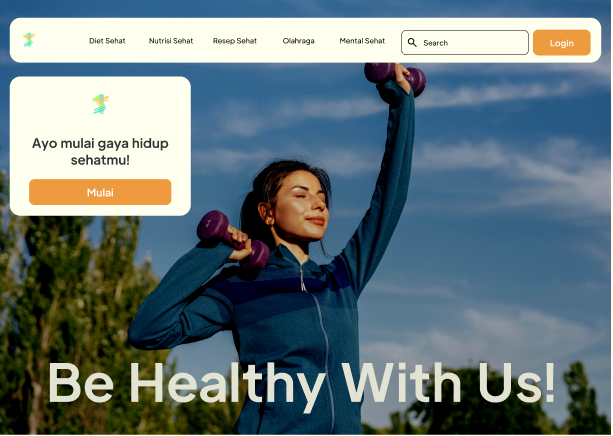 Diet Sehat
Nutrisi Sehat
Resep Sehat
Olahraga
Mental Sehat
Search
Login
Ayo mulai gaya hidup
sehatmu!
Mulai
Be Healthy With Us!